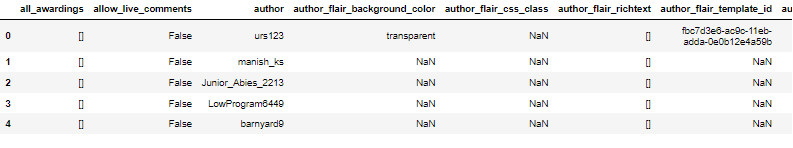 all_awardings allow_live_comments author author_flair_background_color author_flair_css_class author_flair_richtext author_flair_template_id au
0 [] False urs123 transparent NaN [] fbc7d3e6-ac9c-11eb-
adda-0e0b12e4a59b
1 [] False manish_ks NaN NaN [] NaN
2 [] False Junior_Abies_2213 NaN NaN [] NaN
3 [] False LowProgram6449 NaN NaN [] NaN
4 [] False barnyard9 NaN NaN [] NaN